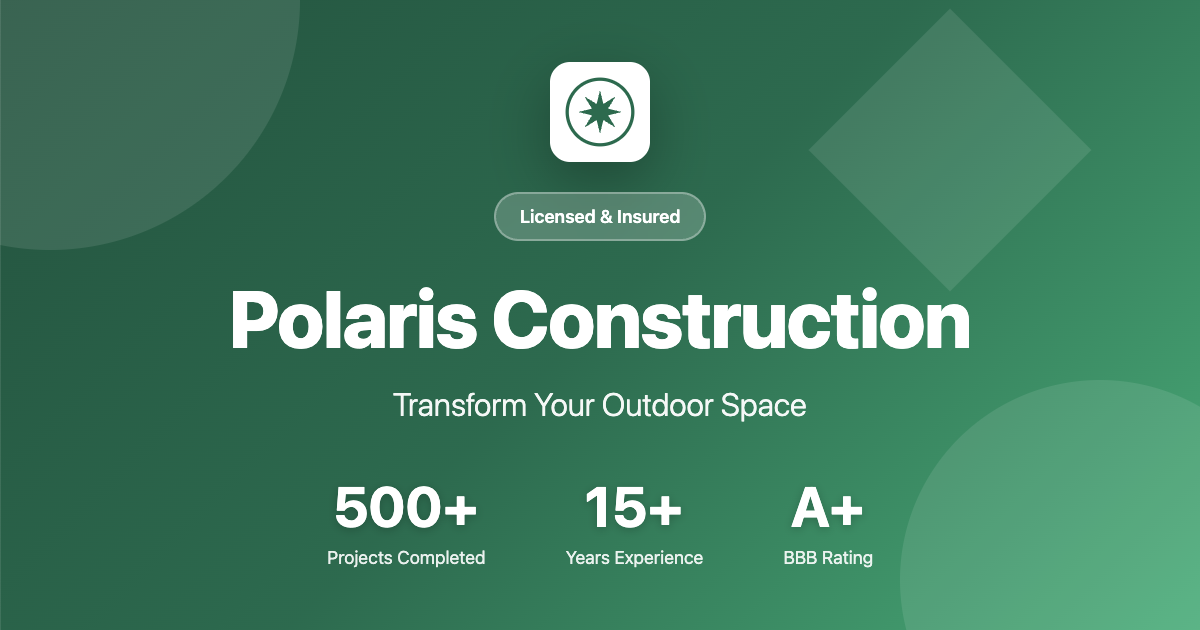 Licensed & Insured
Polaris Construction
Transform Your Outdoor Space
500+ 15+ A+
Projects Completed Years Experience BBB Rating